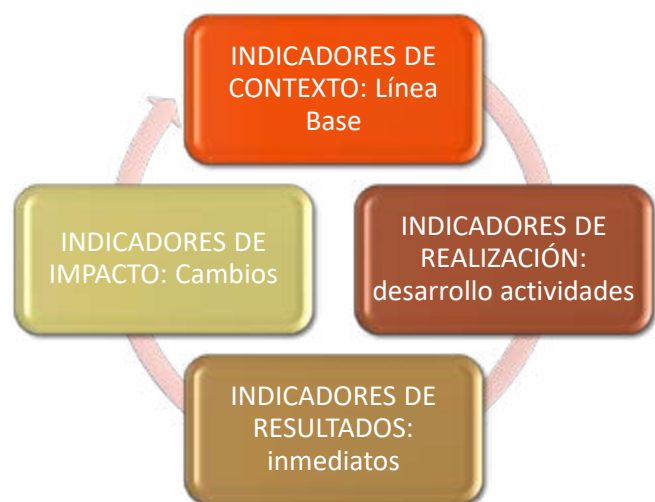 INDICADORES DE
CONTEXTO: Línea
Base
INDICADORES DE
REALIZACIÓN:
desarrollo actividades
INDICADORES DE
RESULTADOS:
inmediatos
INDICADORES DE
IMPACTO: Cambios